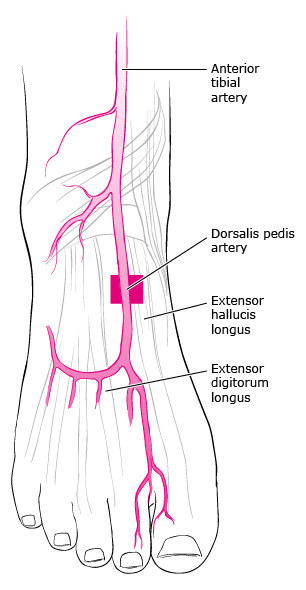 Anterior
tibial
artery
Dorsalis pedis
artery
Extensor
hallucis
longus
Extensor
digitorum
longus